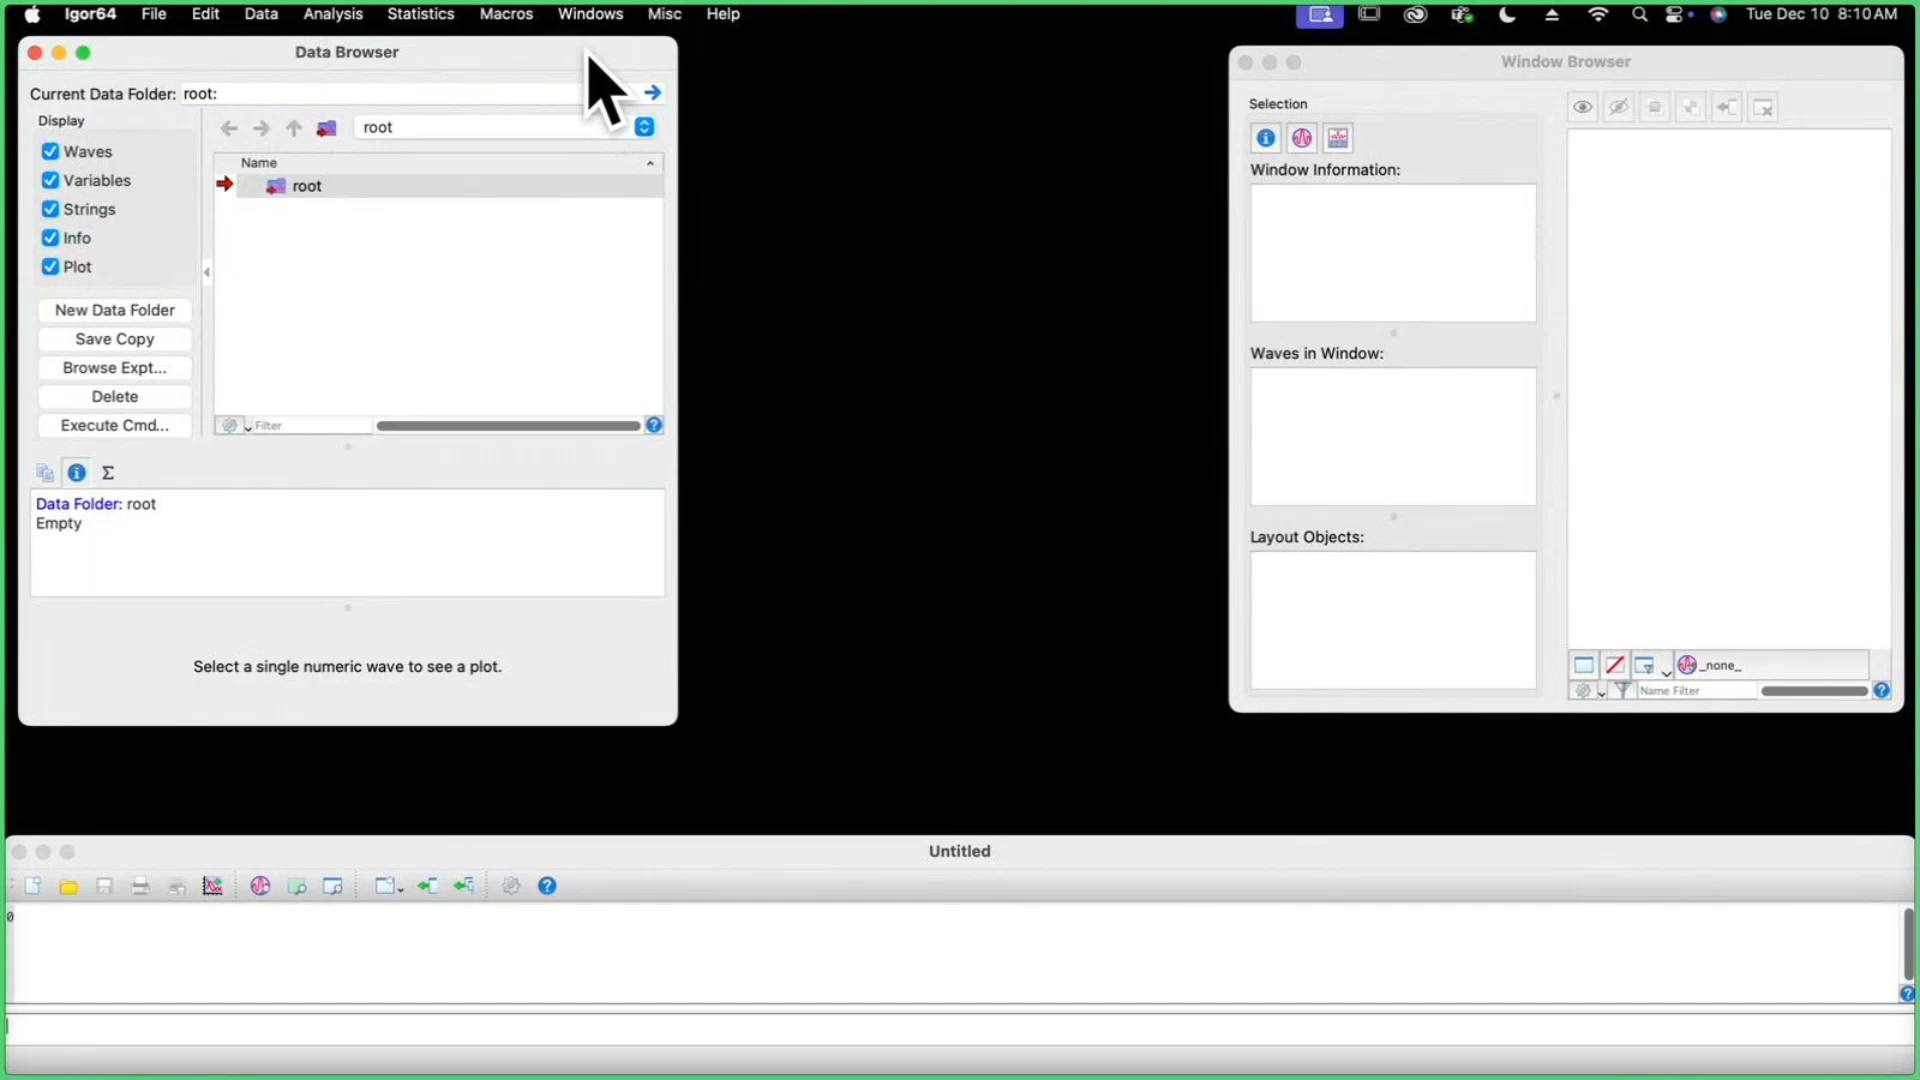 Igor64 File Edit Data Analysis Statistics Macros Windows Misc Help Tue Dec 10 8:10 AM
Data Browser
Current Data Folder: root:
Display
Waves
Variables
Strings
Info
Plot
New Data Folder
Save Copy
Browse Expt...
Delete
Execute Cmd...
root
Name
root
Filter
Σ
Data Folder: root
Empty
Select a single numeric wave to see a plot.
Window Browser
Selection
Window Information:
Waves in Window:
Layout Objects:
_none_
Name Filter
Untitled
0